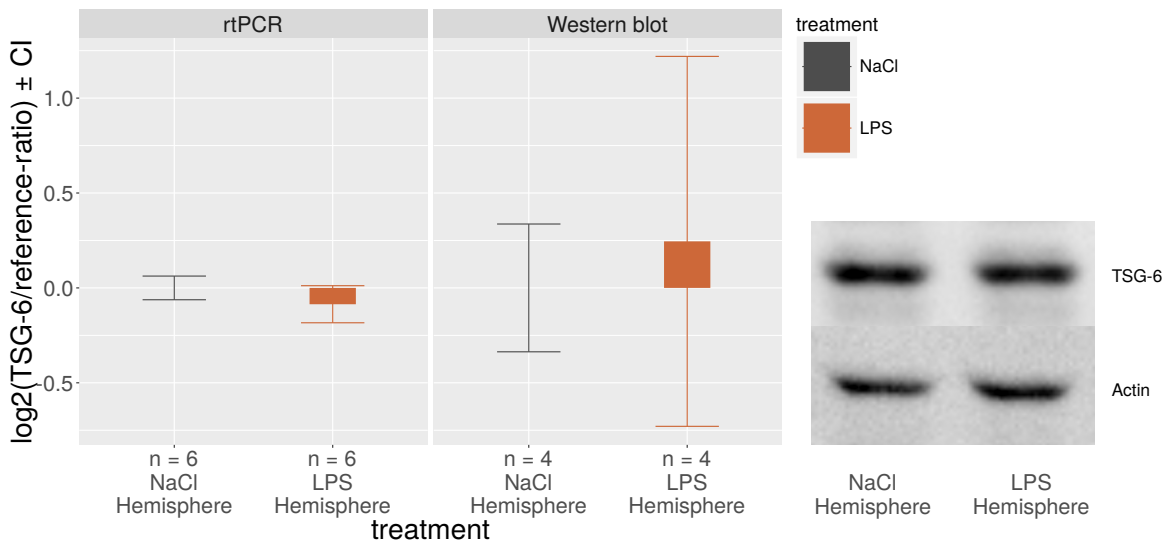 rtPCR
Western blot
log2(TSG-6/reference-ratio) ± CI
1.0
0.5
0.0
-0.5
n = 6
NaCl
Hemisphere
n = 6
LPS
Hemisphere
n = 4
NaCl
Hemisphere
n = 4
LPS
Hemisphere
treatment
treatment
NaCl
LPS
TSG-6
Actin
NaCl
Hemisphere
LPS
Hemisphere